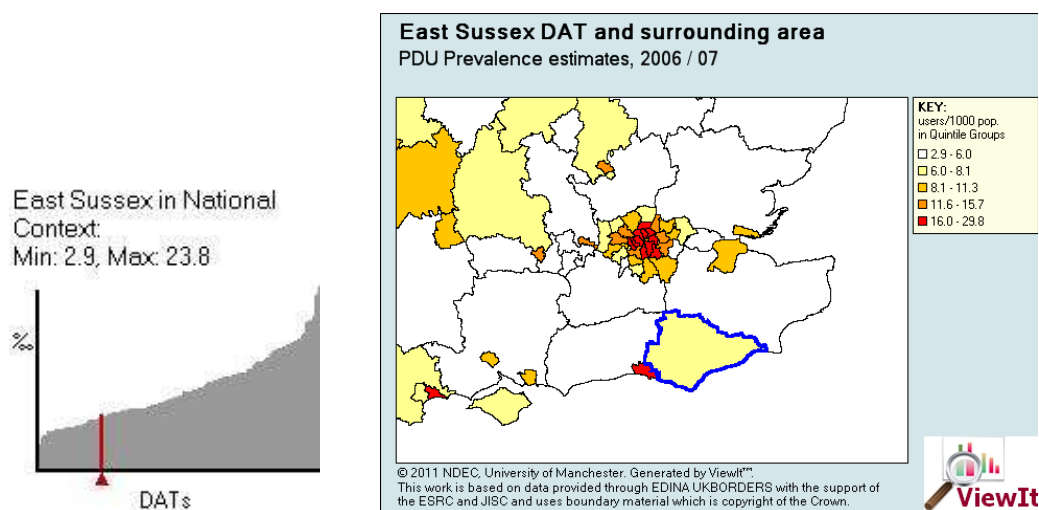 East Sussex in National
Context:
Min: 2.9, Max: 23.8
‰
DATs
East Sussex DAT and surrounding area
PDU Prevalence estimates, 2006 / 07
KEY:
users/1000 pop.
in Quintile Groups
2.9 - 6.0
6.0 - 8.1
8.1 - 11.3
11.6 - 15.7
16.0 - 29.8
© 2011 NDEC, University of Manchester. Generated by ViewIt™.
This work is based on data provided through EDINA UKBORDERS with the support of
the ESRC and JISC and uses boundary material which is copyright of the Crown.
ViewIt